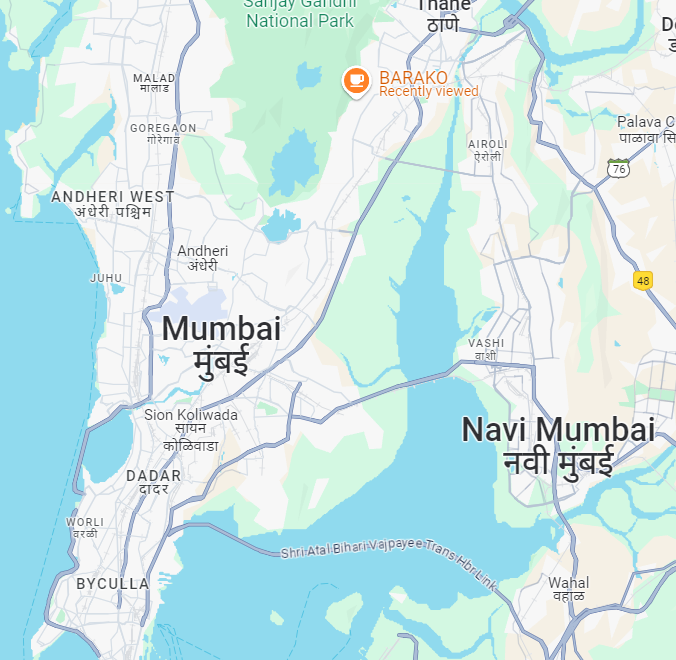 Sanjay Gandhi
National Park
Thane
ठाणे
MALAD
मालाड
BARAKO
Recently viewed
GOREGAON
गोरेगाव
Palava C
पाळावा सि
AIROLI
ऐरोली
76
ANDHERI WEST
अंधेरी पश्चिम
Andheri
अंधेरी
JUHU
48
Mumbai
मुंबई
VASHI
वाशी
Sion Koliwada
सायन
कोळिवाडा
Navi Mumbai
नवी मुंबई
DADAR
दादर
WORLI
वरळी
Shri Atal Bihari Vajpayee Trans Hbr Link
BYCULLA
Wahal
वहाळ